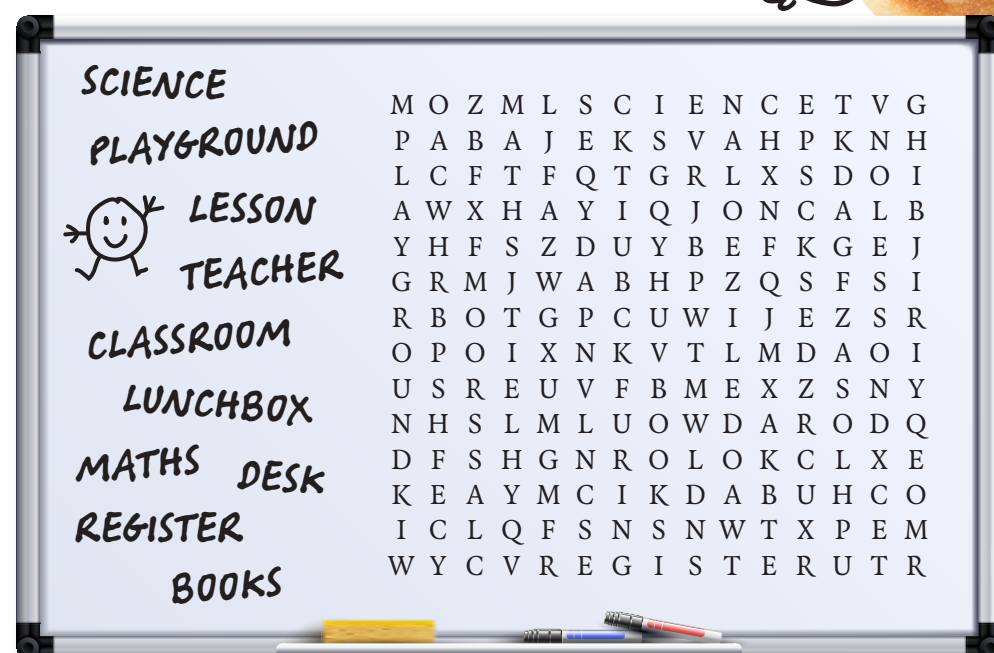 SCIENCE
PLAYGROUND
LESSON
TEACHER
CLASSROOM
LUNCHBOX
MATHS DESK
REGISTER
BOOKS
M O Z M L S C I E N C E T V G
P A B A J E K S V A H P K N H
L C F T F Q T G R L X S D O I
A W X H A Y I Q J O N C A L B
Y H F S Z D U Y B E F K G E J
G R M J W A B H P Z Q S F S I
R B O T G P C U W I J E Z S R
O P O I X N K V T L M D A O I
U S R E U V F B M E X Z S N Y
N H S L M L U O W D A R O D Q
D F S H G N R O L O K C L X E
K E A Y M C I K D A B U H C O
I C L Q F S N S N W T X P E M
W Y C V R E G I S T E R U T R